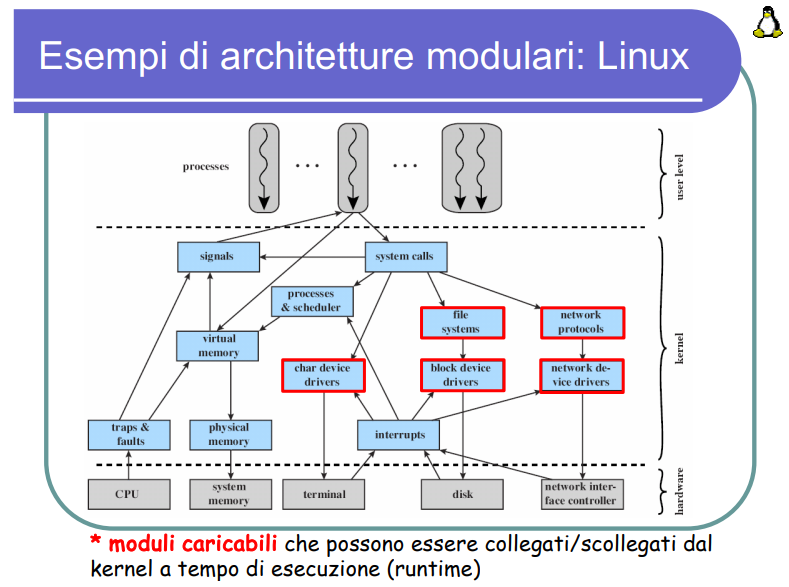 Esempi di architetture modulari: Linux
processes
• • •
• • •
user level
signals
system calls
processes
& scheduler
file
systems
network
protocols
kernel
virtual
memory
char device
drivers
block device
drivers
network de-
vice drivers
traps &
faults
physical
memory
interrupts
CPU
system
memory
terminal
disk
network inter-
face controller
hardware
* moduli caricabili che possono essere collegati/scollegati dal
kernel a tempo di esecuzione (runtime)